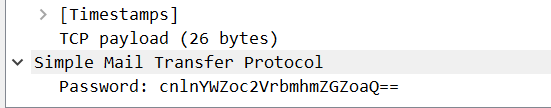 [Timestamps]
TCP payload (26 bytes)
Simple Mail Transfer Protocol
Password: cnlnYWZoc2VrbmhmZGZoaQ==